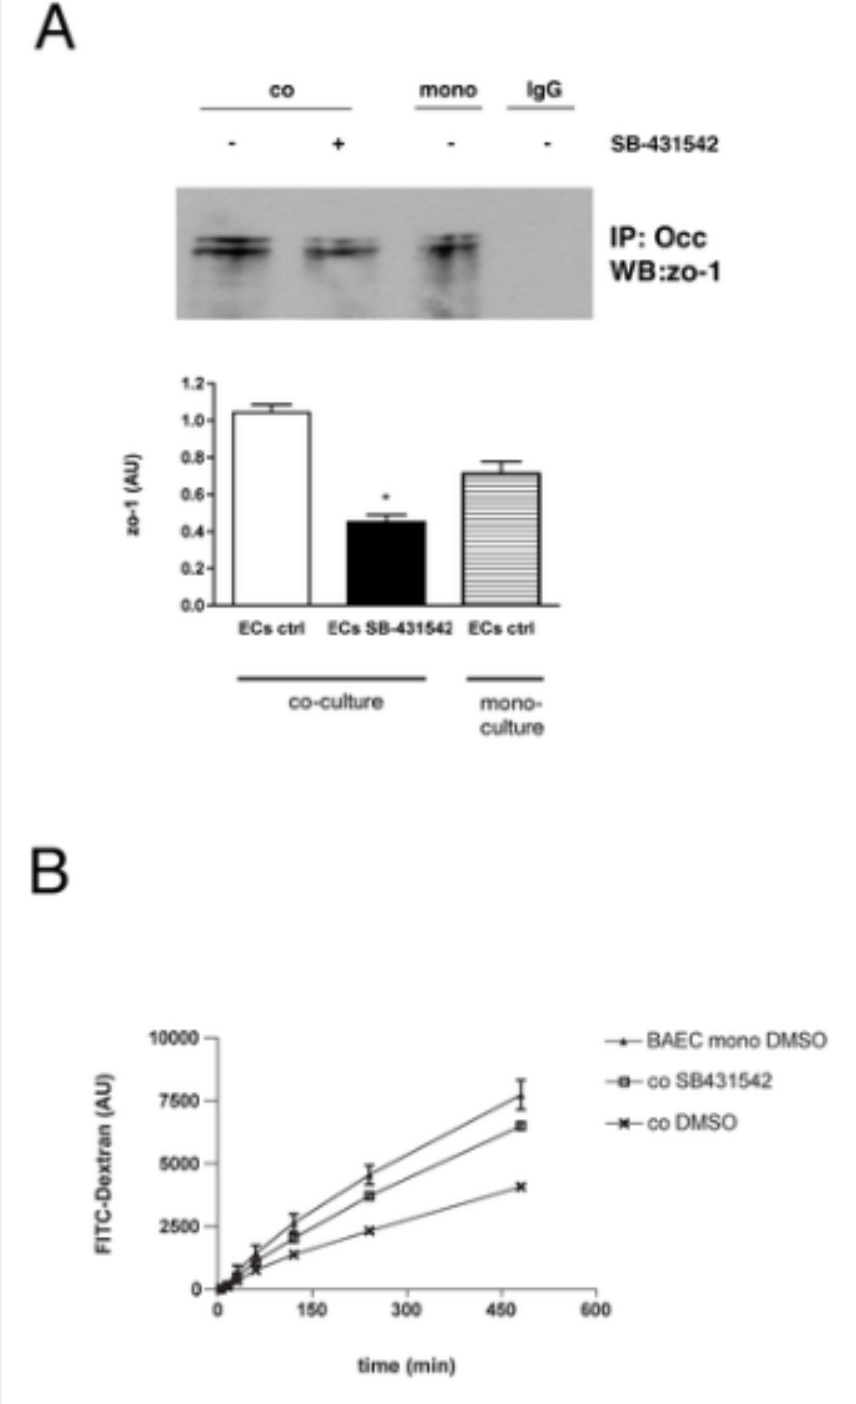 A
co mono IgG
- + - - SB-431542
IP: Occ
WB:zo-1
1.2
1.0
0.8
0.6
0.4
0.2
0.0
zo-1 (AU)
*
ECs ctrl ECs SB-431542 ECs ctrl
co-culture mono-
culture
B
10000
7500
5000
2500
0
FITC-Dextran (AU)
BAEC mono DMSO
co SB431542
co DMSO
0 150 300 450 600
time (min)